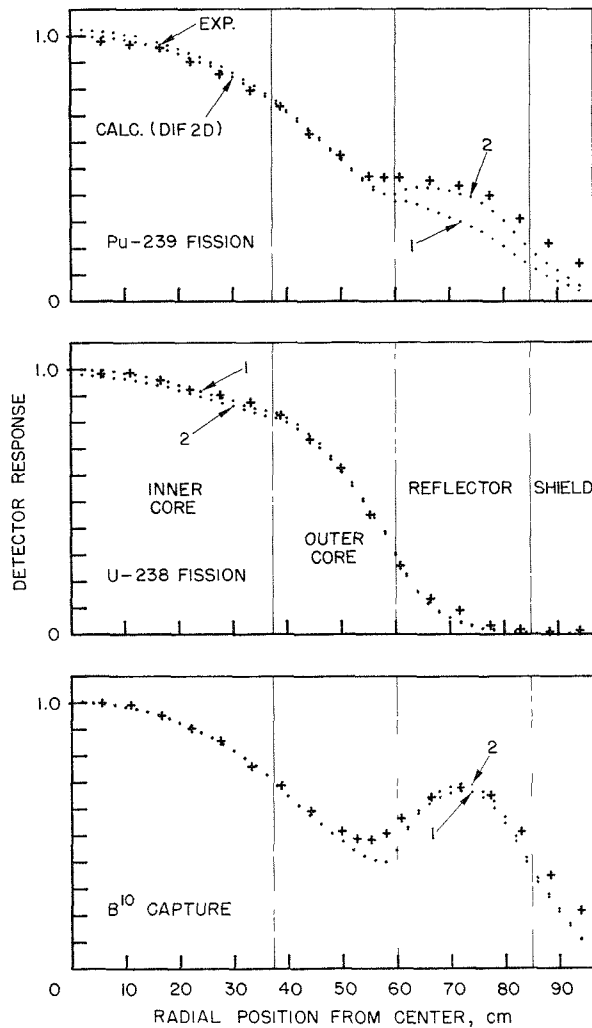 1.0
EXP.
CALC. (DIF 2D)
2
Pu-239 FISSION
1
0
1.0
1
2
INNER
CORE
OUTER
CORE
REFLECTOR
SHIELD
U-238 FISSION
0
DETECTOR RESPONSE
1.0
2
1
B¹⁰ CAPTURE
0
10
20
30
40
50
60
70
80
90
RADIAL POSITION FROM CENTER, cm